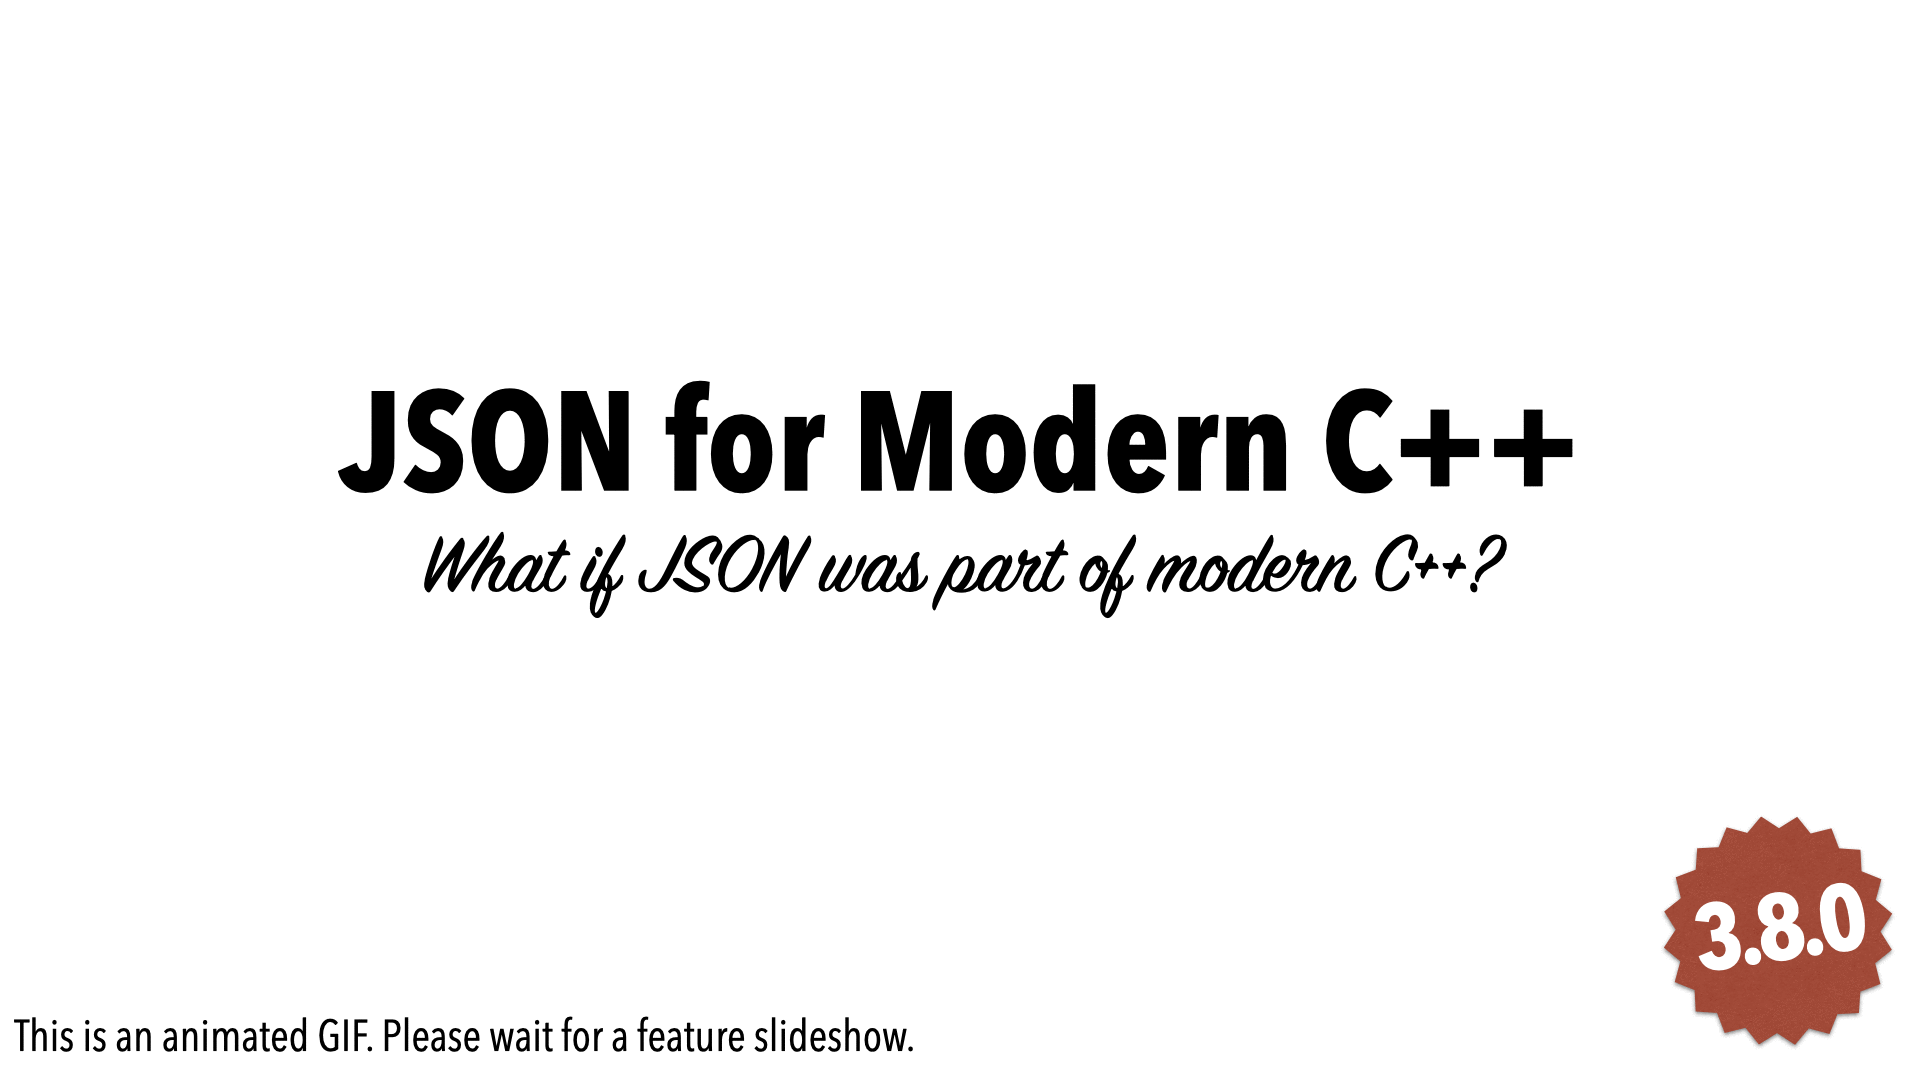 JSON for Modern C++
What if JSON was part of modern C++?
3.8.0
This is an animated GIF. Please wait for a feature slideshow.